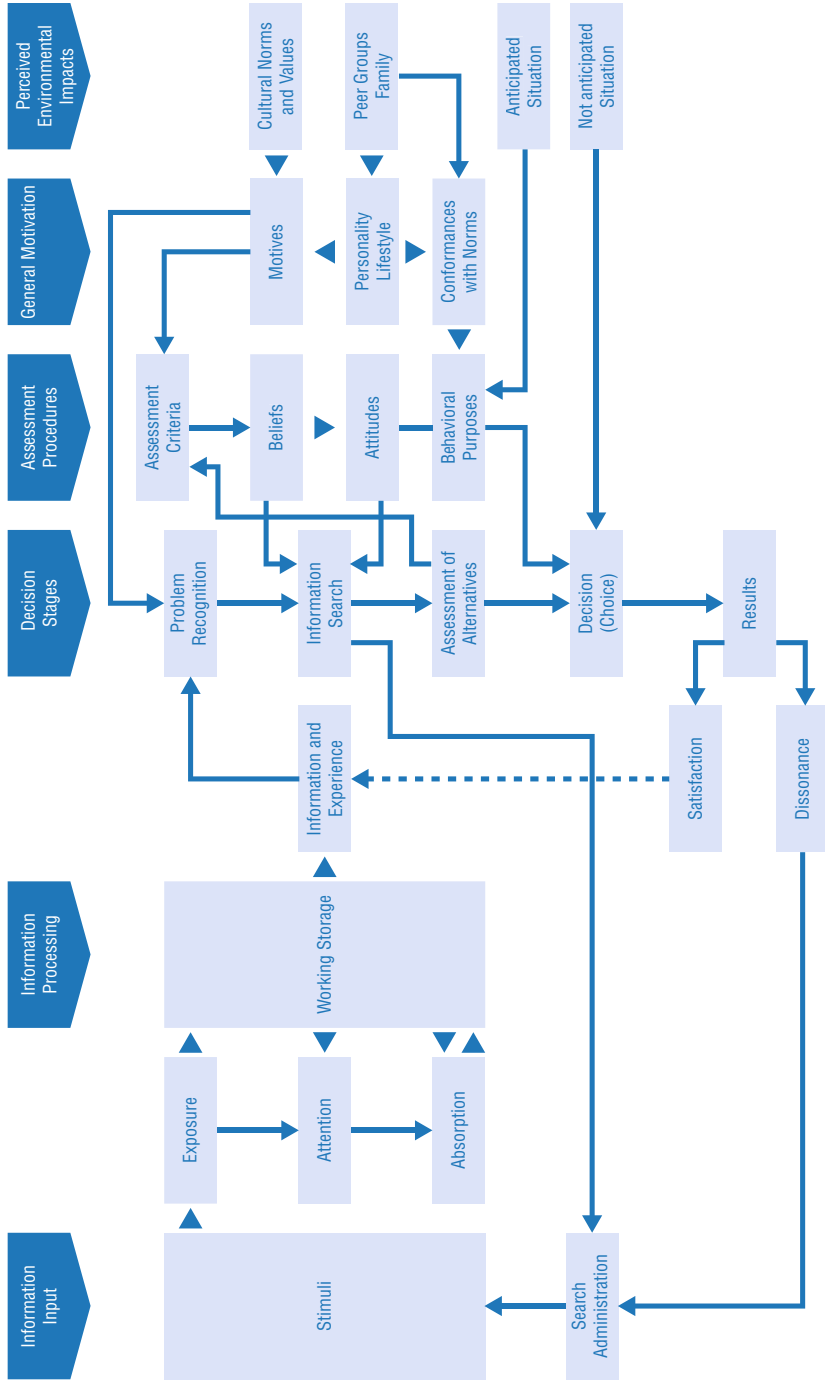 Information
Input
Information
Processing
Decision
Stages
Assessment
Procedures
General Motivation
Perceived
Environmental
Impacts
Stimuli
Search
Administration
Exposure
Attention
Absorption
Working Storage
Information and
Experience
Satisfaction
Dissonance
Problem
Recognition
Information
Search
Assessment of
Alternatives
Decision
(Choice)
Results
Assessment
Criteria
Beliefs
Attitudes
Behavioral
Purposes
Motives
Personality
Lifestyle
Conformances
with Norms
Cultural Norms
and Values
Peer Groups
Family
Anticipated
Situation
Not anticipated
Situation